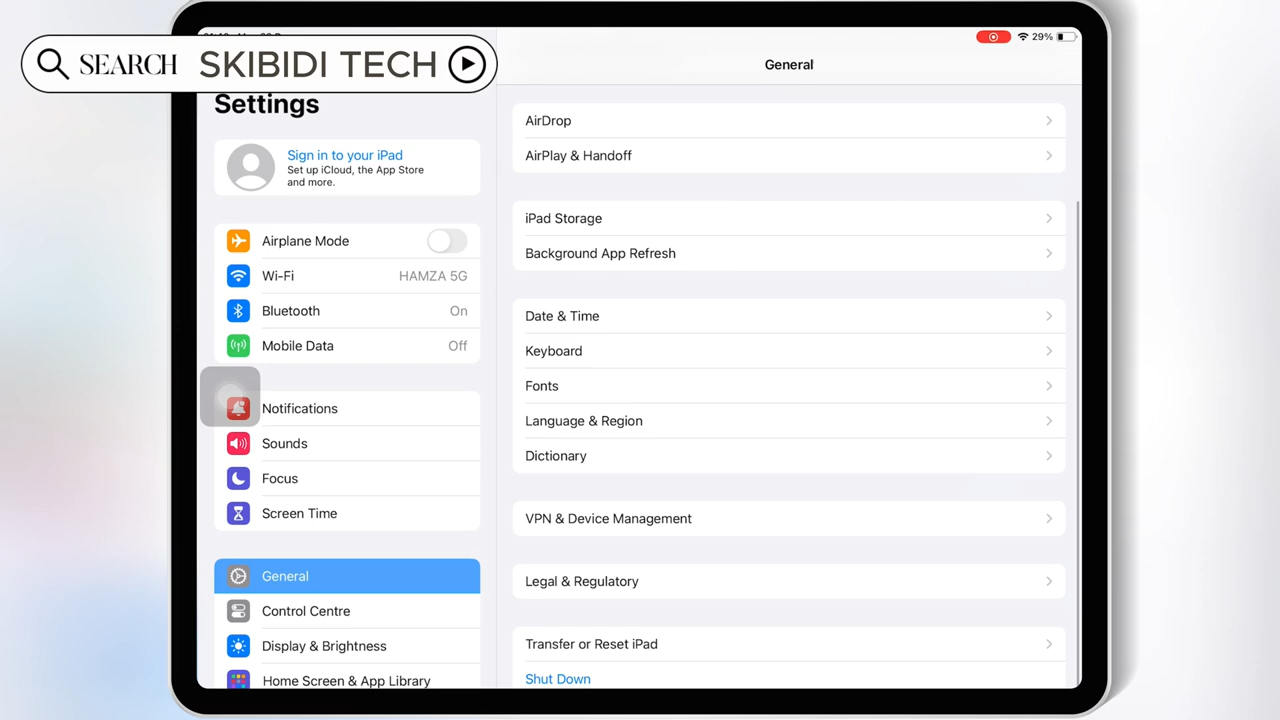 SEARCH SKIBIDI TECH
29%
Settings
General
Sign in to your iPad
Set up iCloud, the App Store
and more.
Airplane Mode
Wi-Fi HAMZA 5G
Bluetooth On
Mobile Data Off
Notifications
Sounds
Focus
Screen Time
General
Control Centre
Display & Brightness
Home Screen & App Library
AirDrop
AirPlay & Handoff
iPad Storage
Background App Refresh
Date & Time
Keyboard
Fonts
Language & Region
Dictionary
VPN & Device Management
Legal & Regulatory
Transfer or Reset iPad
Shut Down